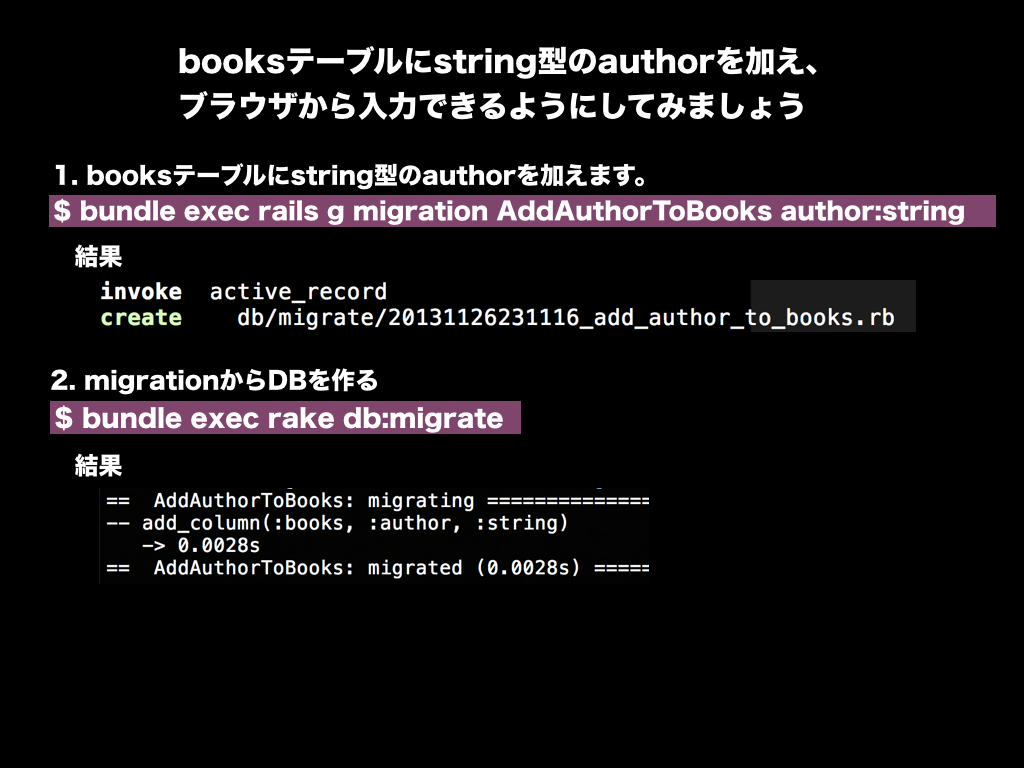 booksテーブルにstring型のauthorを加え、
ブラウザから入力できるようにしてみましょう
1. booksテーブルにstring型のauthorを加えます。
$ bundle exec rails g migration AddAuthorToBooks author:string
結果
invoke  active_record
create    db/migrate/20131126231116_add_author_to_books.rb
2. migrationからDBを作る
$ bundle exec rake db:migrate
結果
==  AddAuthorToBooks: migrating ==============
-- add_column(:books, :author, :string)
   -> 0.0028s
==  AddAuthorToBooks: migrated (0.0028s) =====